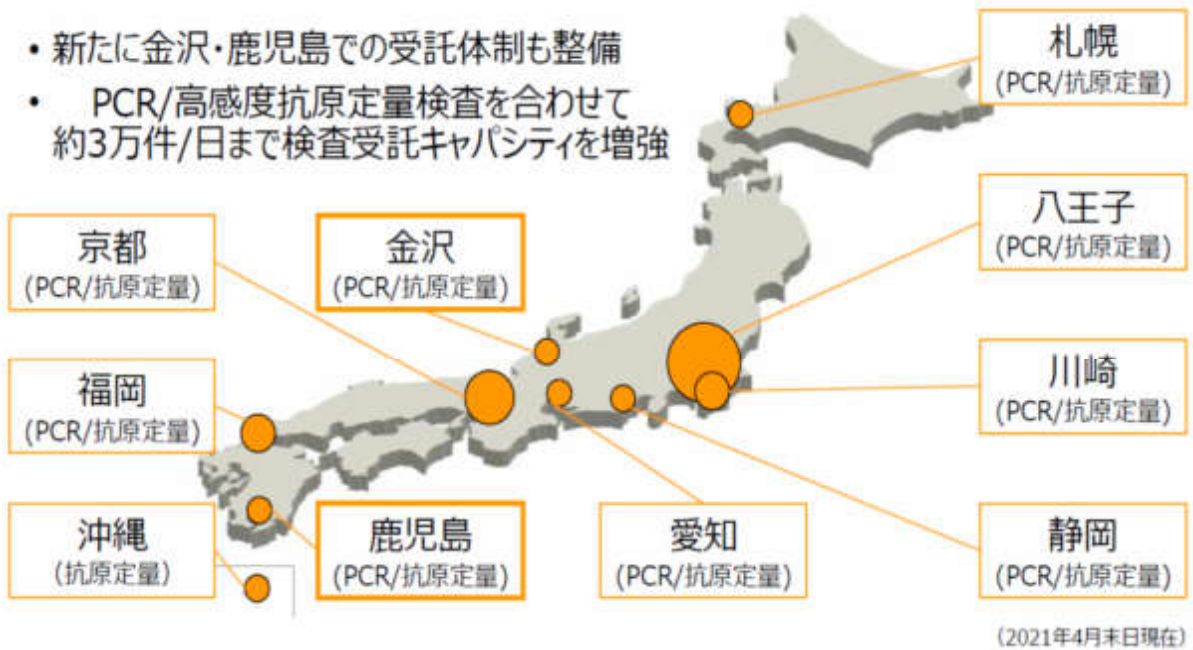 • 新たに金沢・鹿児島での受託体制も整備
• PCR/高感度抗原定量検査を合わせて
約3万件/日まで検査受託キャパシティを増強
札幌
(PCR/抗原定量)
八王子
(PCR/抗原定量)
京都
(PCR/抗原定量)
金沢
(PCR/抗原定量)
福岡
(PCR/抗原定量)
川崎
(PCR/抗原定量)
沖縄
(抗原定量)
鹿児島
(PCR/抗原定量)
愛知
(PCR/抗原定量)
静岡
(PCR/抗原定量)
(2021年4月末日現在)